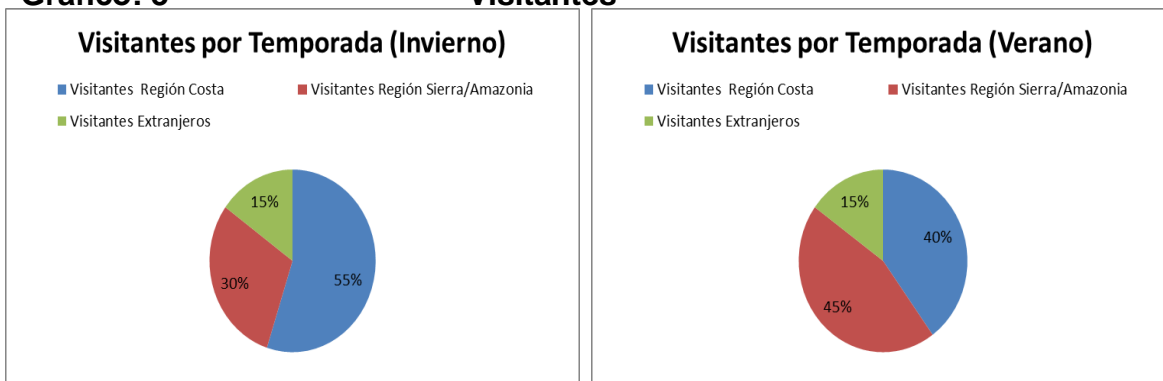 Visitantes
Visitantes por Temporada (Invierno)
Visitantes Región Costa
Visitantes Región Sierra/Amazonia
Visitantes Extranjeros
15%
30%
55%
Visitantes por Temporada (Verano)
Visitantes Región Costa
Visitantes Región Sierra/Amazonia
Visitantes Extranjeros
15%
40%
45%